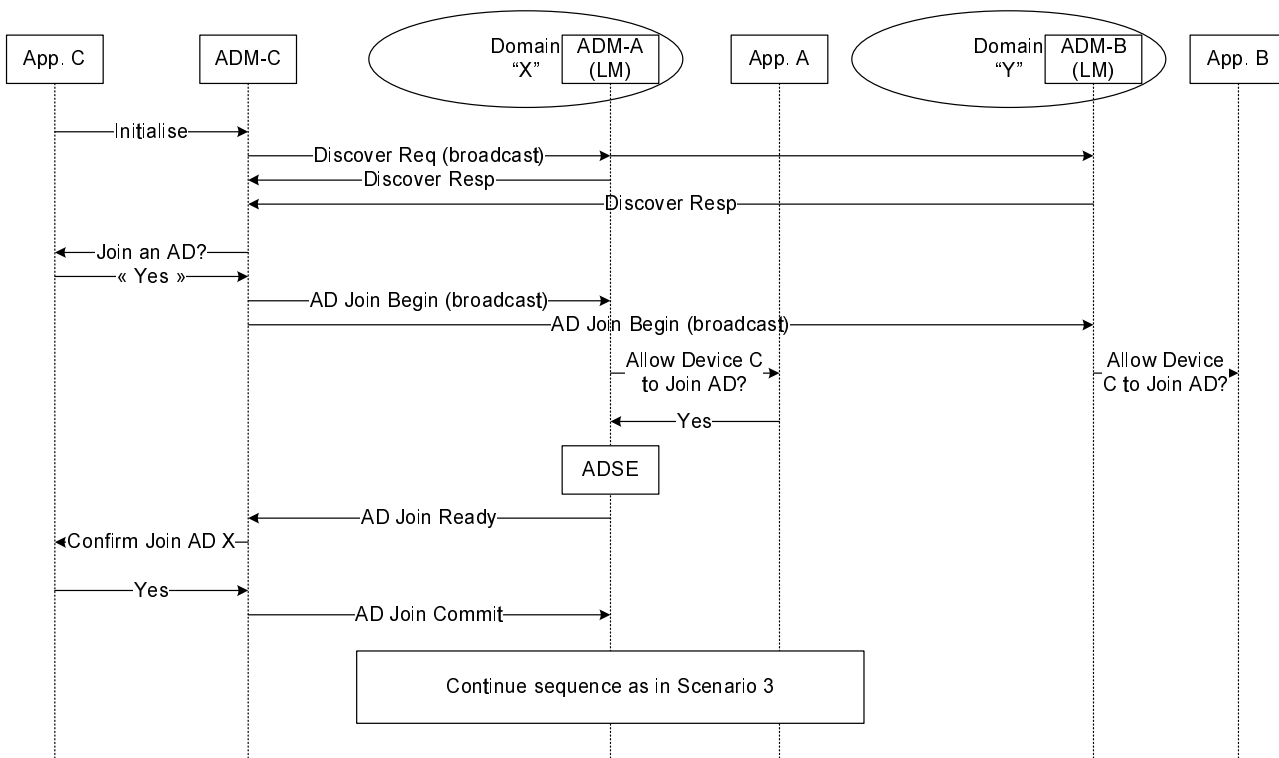 App. C
ADM-C
Domain
“X”
ADM-A
(LM)
App. A
Domain
“Y”
ADM-B
(LM)
App. B
Initialise
Discover Req (broadcast)
Discover Resp
Discover Resp
Join an AD?
« Yes »
AD Join Begin (broadcast)
AD Join Begin (broadcast)
Allow Device C
to Join AD?
Allow Device
C to Join AD?
Yes
ADSE
AD Join Ready
Confirm Join AD X
Yes
AD Join Commit
Continue sequence as in Scenario 3